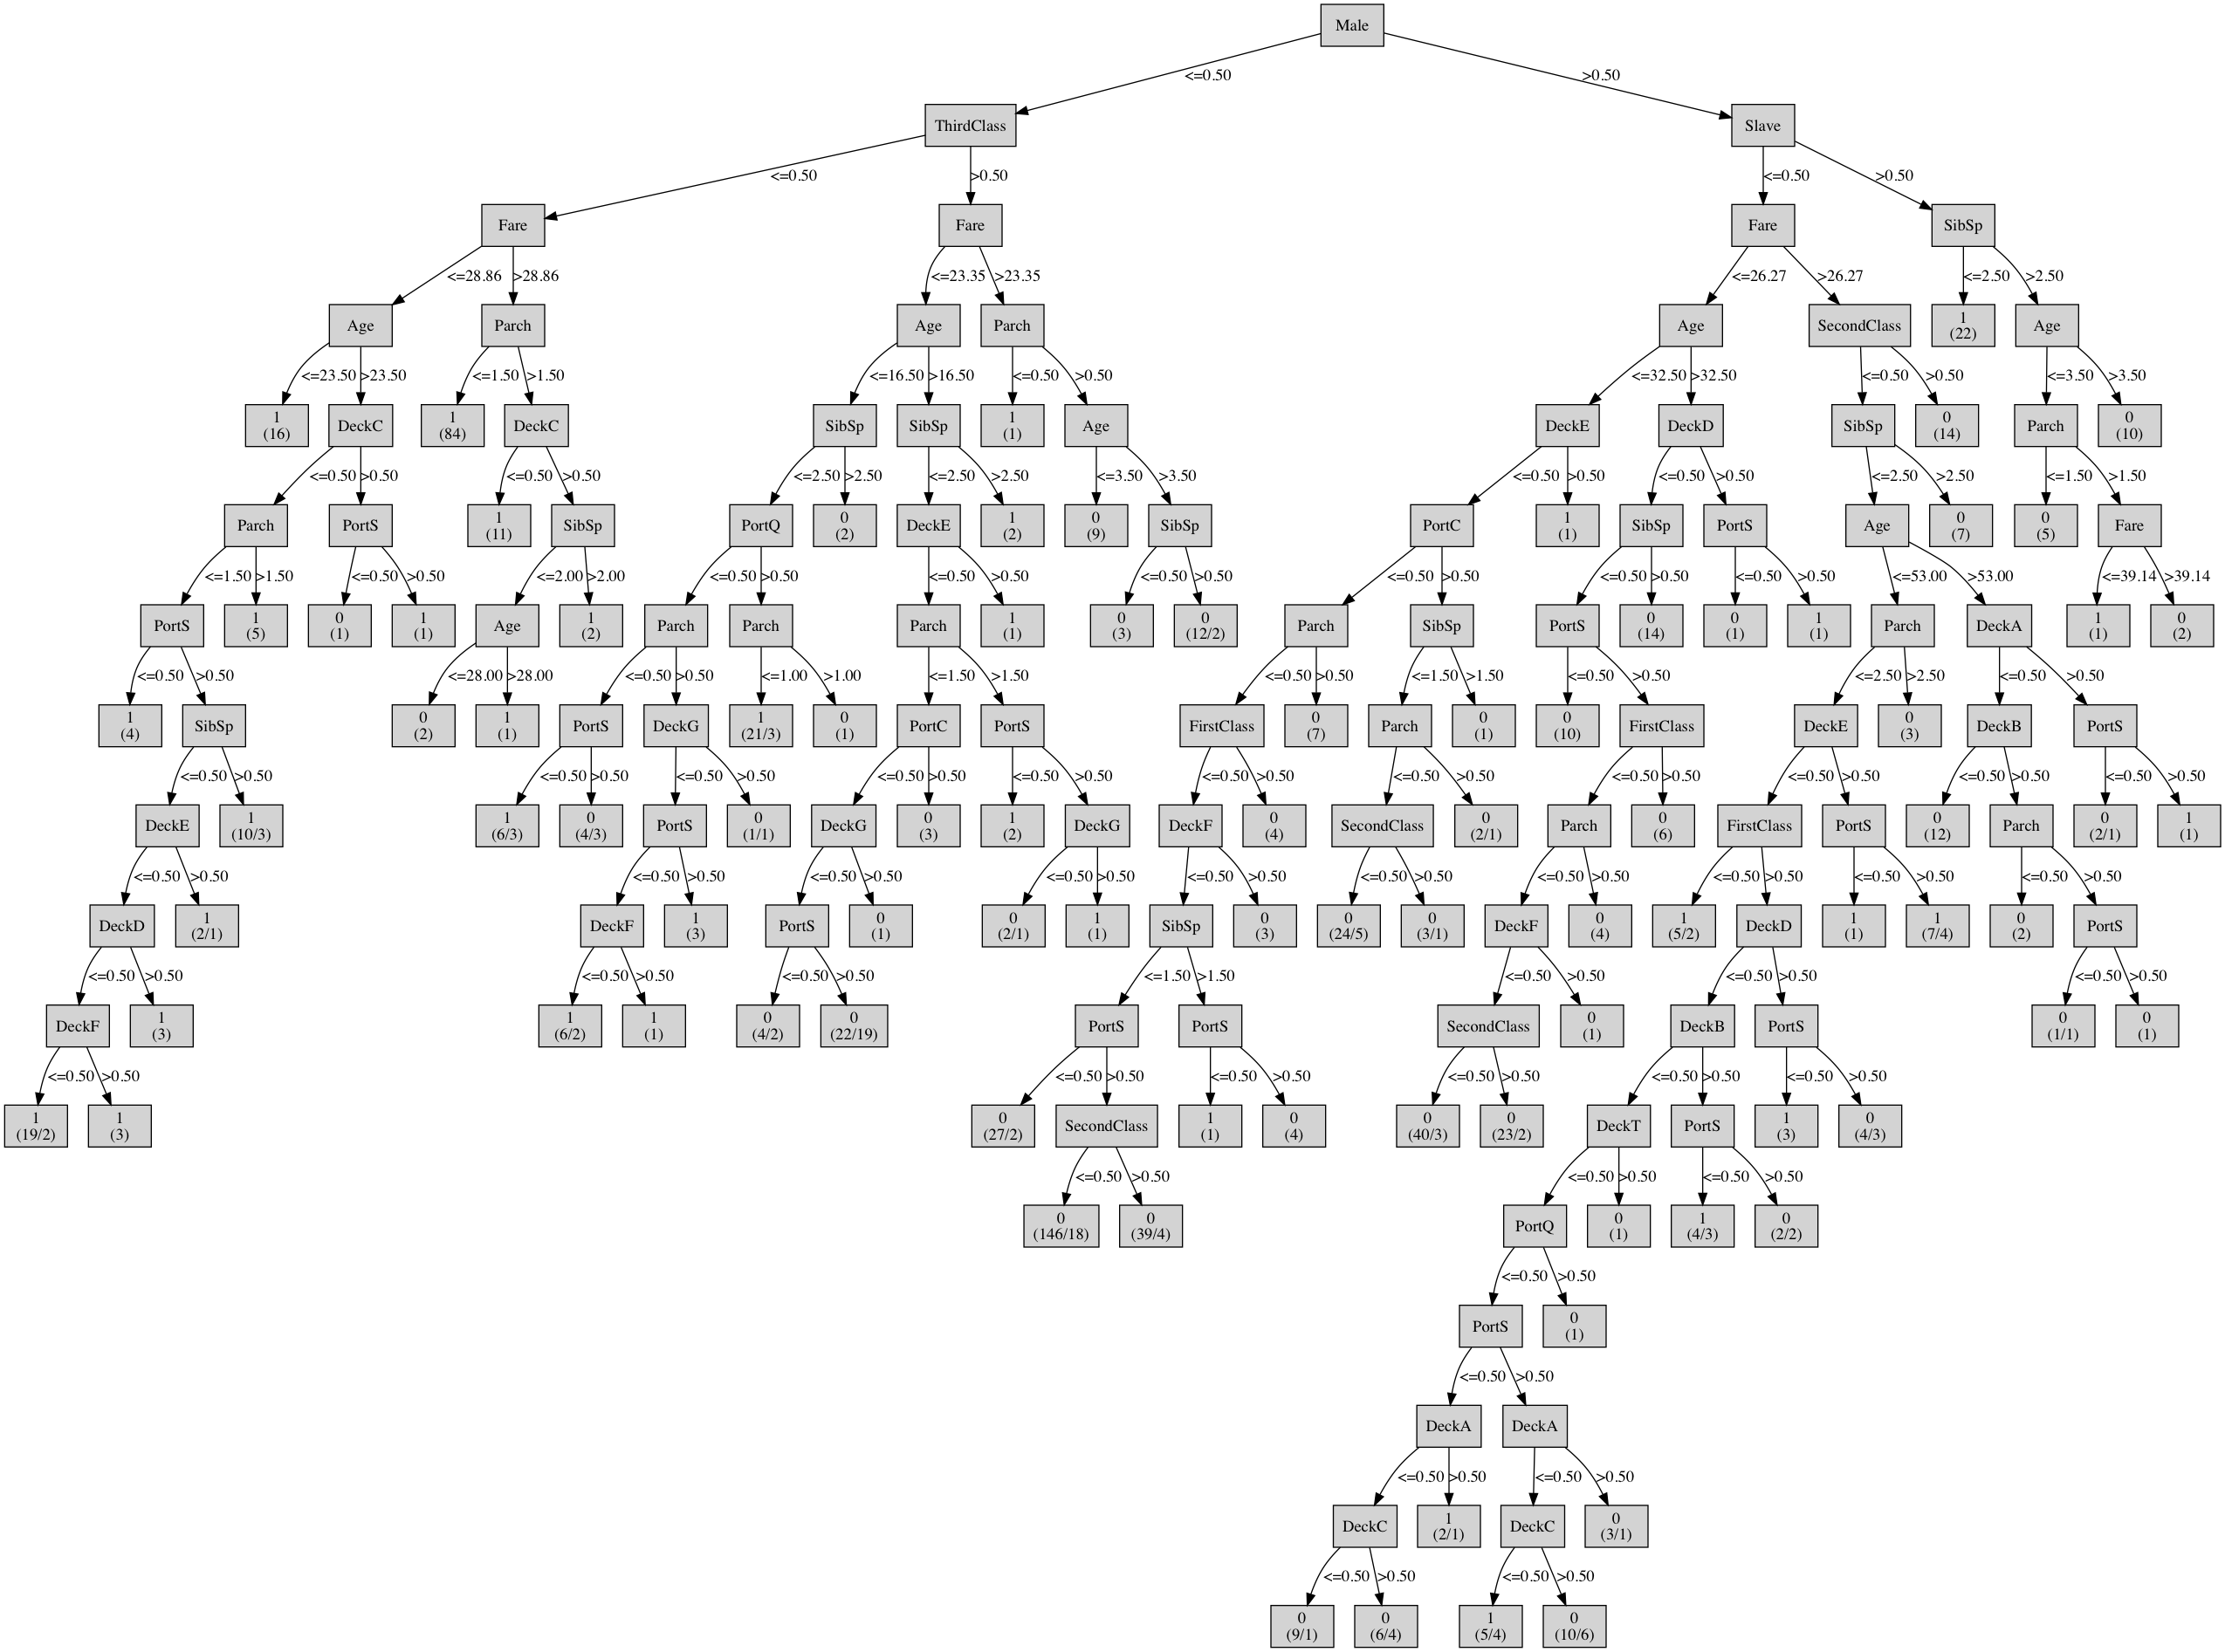 Male
<=0.50 >0.50
ThirdClass Slave
<=0.50 >0.50 <=0.50 >0.50
Fare Fare Fare SibSp
<=28.86 >28.86 <=23.35 >23.35 <=26.27 >26.27 <=2.50 >2.50
Age Parch Age Parch Age SecondClass 1 Age
(22)
<=23.50 >23.50 <=1.50 >1.50 <=16.50 >16.50 <=0.50 >0.50 <=32.50 >32.50 <=0.50 >0.50 <=3.50 >3.50
1 DeckC 1 DeckC SibSp SibSp 1 Age DeckE DeckD SibSp 0 Parch 0
(16) (84) (1) (14) (10)
<=0.50 >0.50 <=0.50 >0.50 <=2.50 >2.50 <=2.50 >2.50 <=3.50 >3.50 <=0.50 >0.50 <=0.50 >0.50 <=2.50 >2.50 <=1.50 >1.50
Parch PortS 1 SibSp PortQ 0 DeckE 1 0 SibSp PortC 1 SibSp PortS Age 0 0 Fare
(11) (2) (2) (9) (1) (7) (5)
<=1.50 >1.50 <=0.50 >0.50 <=2.00 >2.00 <=0.50 >0.50 <=0.50 >0.50 <=0.50 >0.50 <=0.50 >0.50 <=0.50 >0.50 <=0.50 >0.50 <=53.00 >53.00 <=39.14 >39.14
PortS 1 0 1 Age 1 Parch Parch Parch 1 0 0 Parch SibSp PortS 0 0 1 Parch DeckA 1 0
(5) (1) (1) (2) (1) (3) (12/2) (14) (1) (1) (1) (2)
<=0.50 >0.50 <=28.00 >28.00 <=0.50 >0.50 <=1.00 >1.00 <=1.50 >1.50 <=0.50 >0.50 <=1.50 >1.50 <=0.50 >0.50 <=2.50 >2.50 <=0.50 >0.50
1 SibSp 0 1 PortS DeckG 1 0 PortC PortS FirstClass 0 Parch 0 0 FirstClass DeckE 0 DeckB PortS
(4) (2) (1) (21/3) (1) (7) (1) (10) (3)
<=0.50 >0.50 <=0.50 >0.50 <=0.50 >0.50 <=0.50 >0.50 <=0.50 >0.50 <=0.50 >0.50 <=0.50 >0.50 <=0.50 >0.50 <=0.50 >0.50 <=0.50 >0.50 <=0.50 >0.50
DeckE 1 1 0 PortS 0 DeckG 0 1 DeckG DeckF 0 SecondClass 0 Parch 0 FirstClass PortS 0 Parch 0 1
(10/3) (6/3) (4/3) (1/1) (3) (2) (4) (2/1) (6) (12) (2/1) (1)
<=0.50 >0.50 <=0.50 >0.50 <=0.50 >0.50 <=0.50 >0.50 <=0.50 >0.50 <=0.50 >0.50 <=0.50 >0.50 <=0.50 >0.50 <=0.50 >0.50 <=0.50 >0.50
DeckD 1 DeckF 1 PortS 0 0 1 SibSp 0 0 0 DeckF 0 1 DeckD 1 1 0 PortS
(2/1) (3) (1) (2/1) (1) (3) (24/5) (3/1) (4) (5/2) (1) (7/4) (2)
<=0.50 >0.50 <=0.50 >0.50 <=0.50 >0.50 <=1.50 >1.50 <=0.50 >0.50 <=0.50 >0.50 <=0.50 >0.50
DeckF 1 1 1 0 0 PortS PortS SecondClass 0 DeckB PortS 0 0
(3) (6/2) (1) (4/2) (22/19) (1) (1/1) (1)
<=0.50 >0.50 <=0.50 >0.50 <=0.50 >0.50 <=0.50 >0.50 <=0.50 >0.50 <=0.50 >0.50
1 1 0 SecondClass 1 0 0 0 DeckT PortS 1 0
(19/2) (3) (27/2) (1) (4) (40/3) (23/2) (3) (4/3)
<=0.50 >0.50 <=0.50 >0.50 <=0.50 >0.50
0 0 PortQ 0 1 0
(146/18) (39/4) (1) (4/3) (2/2)
<=0.50 >0.50
PortS 0
(1)
<=0.50 >0.50
DeckA DeckA
<=0.50 >0.50 <=0.50 >0.50
DeckC 1 DeckC 0
(2/1) (3/1)
<=0.50 >0.50 <=0.50 >0.50
0 0 1 0
(9/1) (6/4) (5/4) (10/6)